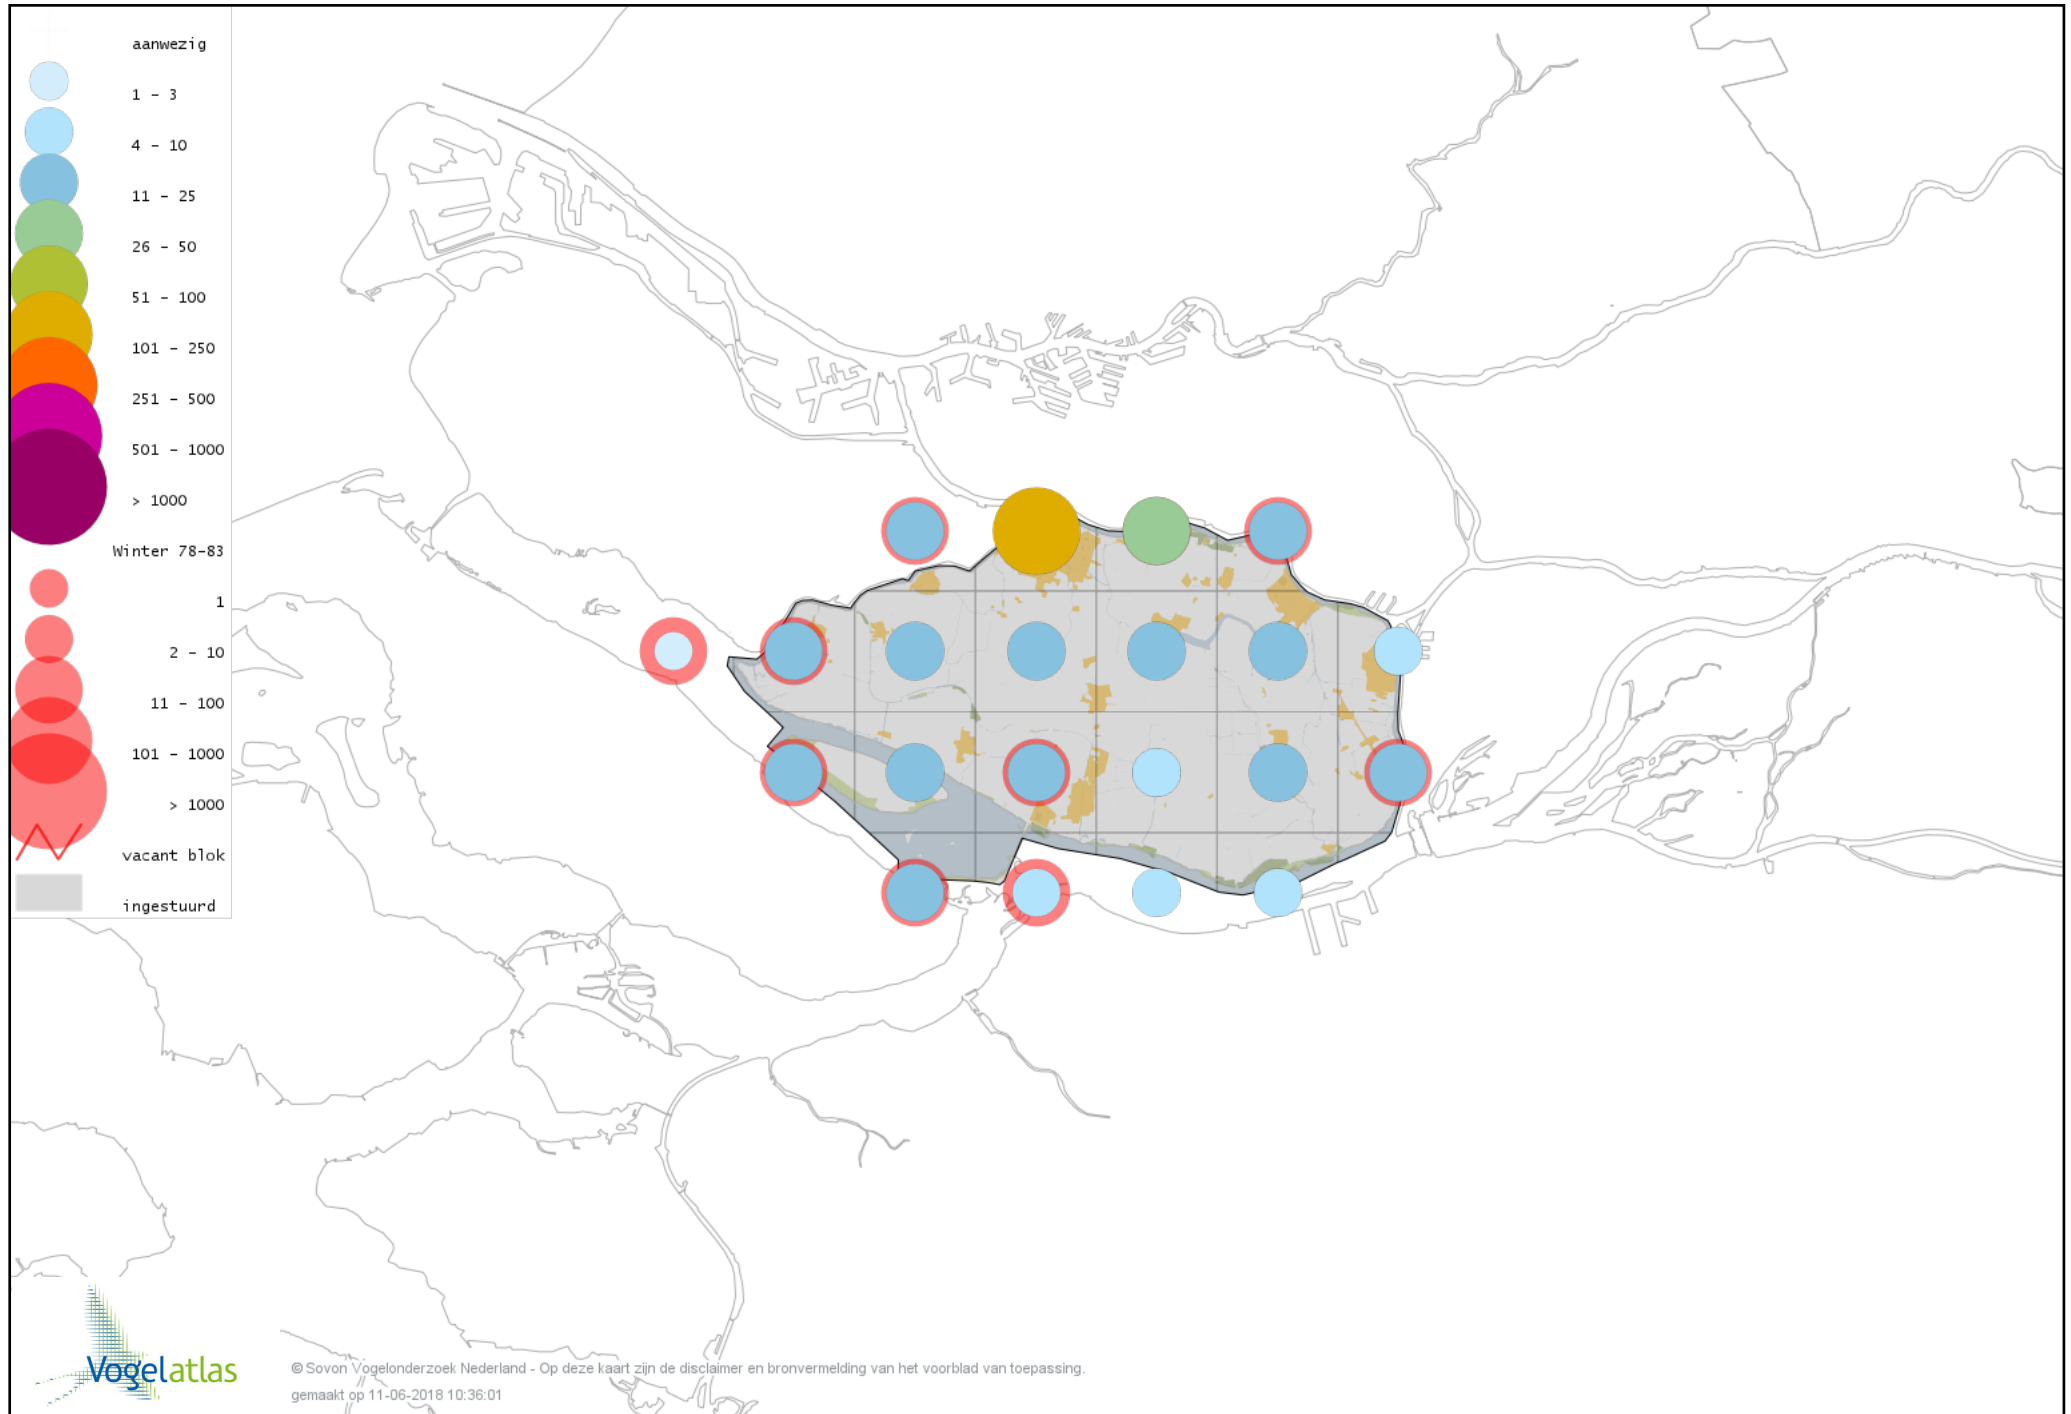 aanwezig
1 - 3
4 - 10
11 - 25
26 - 50
51 - 100
101 - 250
251 - 500
501 - 1000
> 1000
Winter 78-83
1
2 - 10
11 - 100
101 - 1000
> 1000
vacant blok
ingestuurd
Vogelatlas
© Sovon Vogelonderzoek Nederland - Op deze kaart zijn de disclaimer en bronvermelding van het voorblad van toepassing.
gemaakt op 11-06-2018 10:36:01